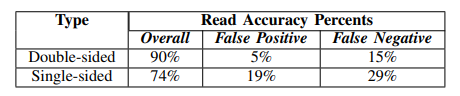 Type Read Accuracy Percents
Overall False Positive False Negative
Double-sided 90% 5% 15%
Single-sided 74% 19% 29%